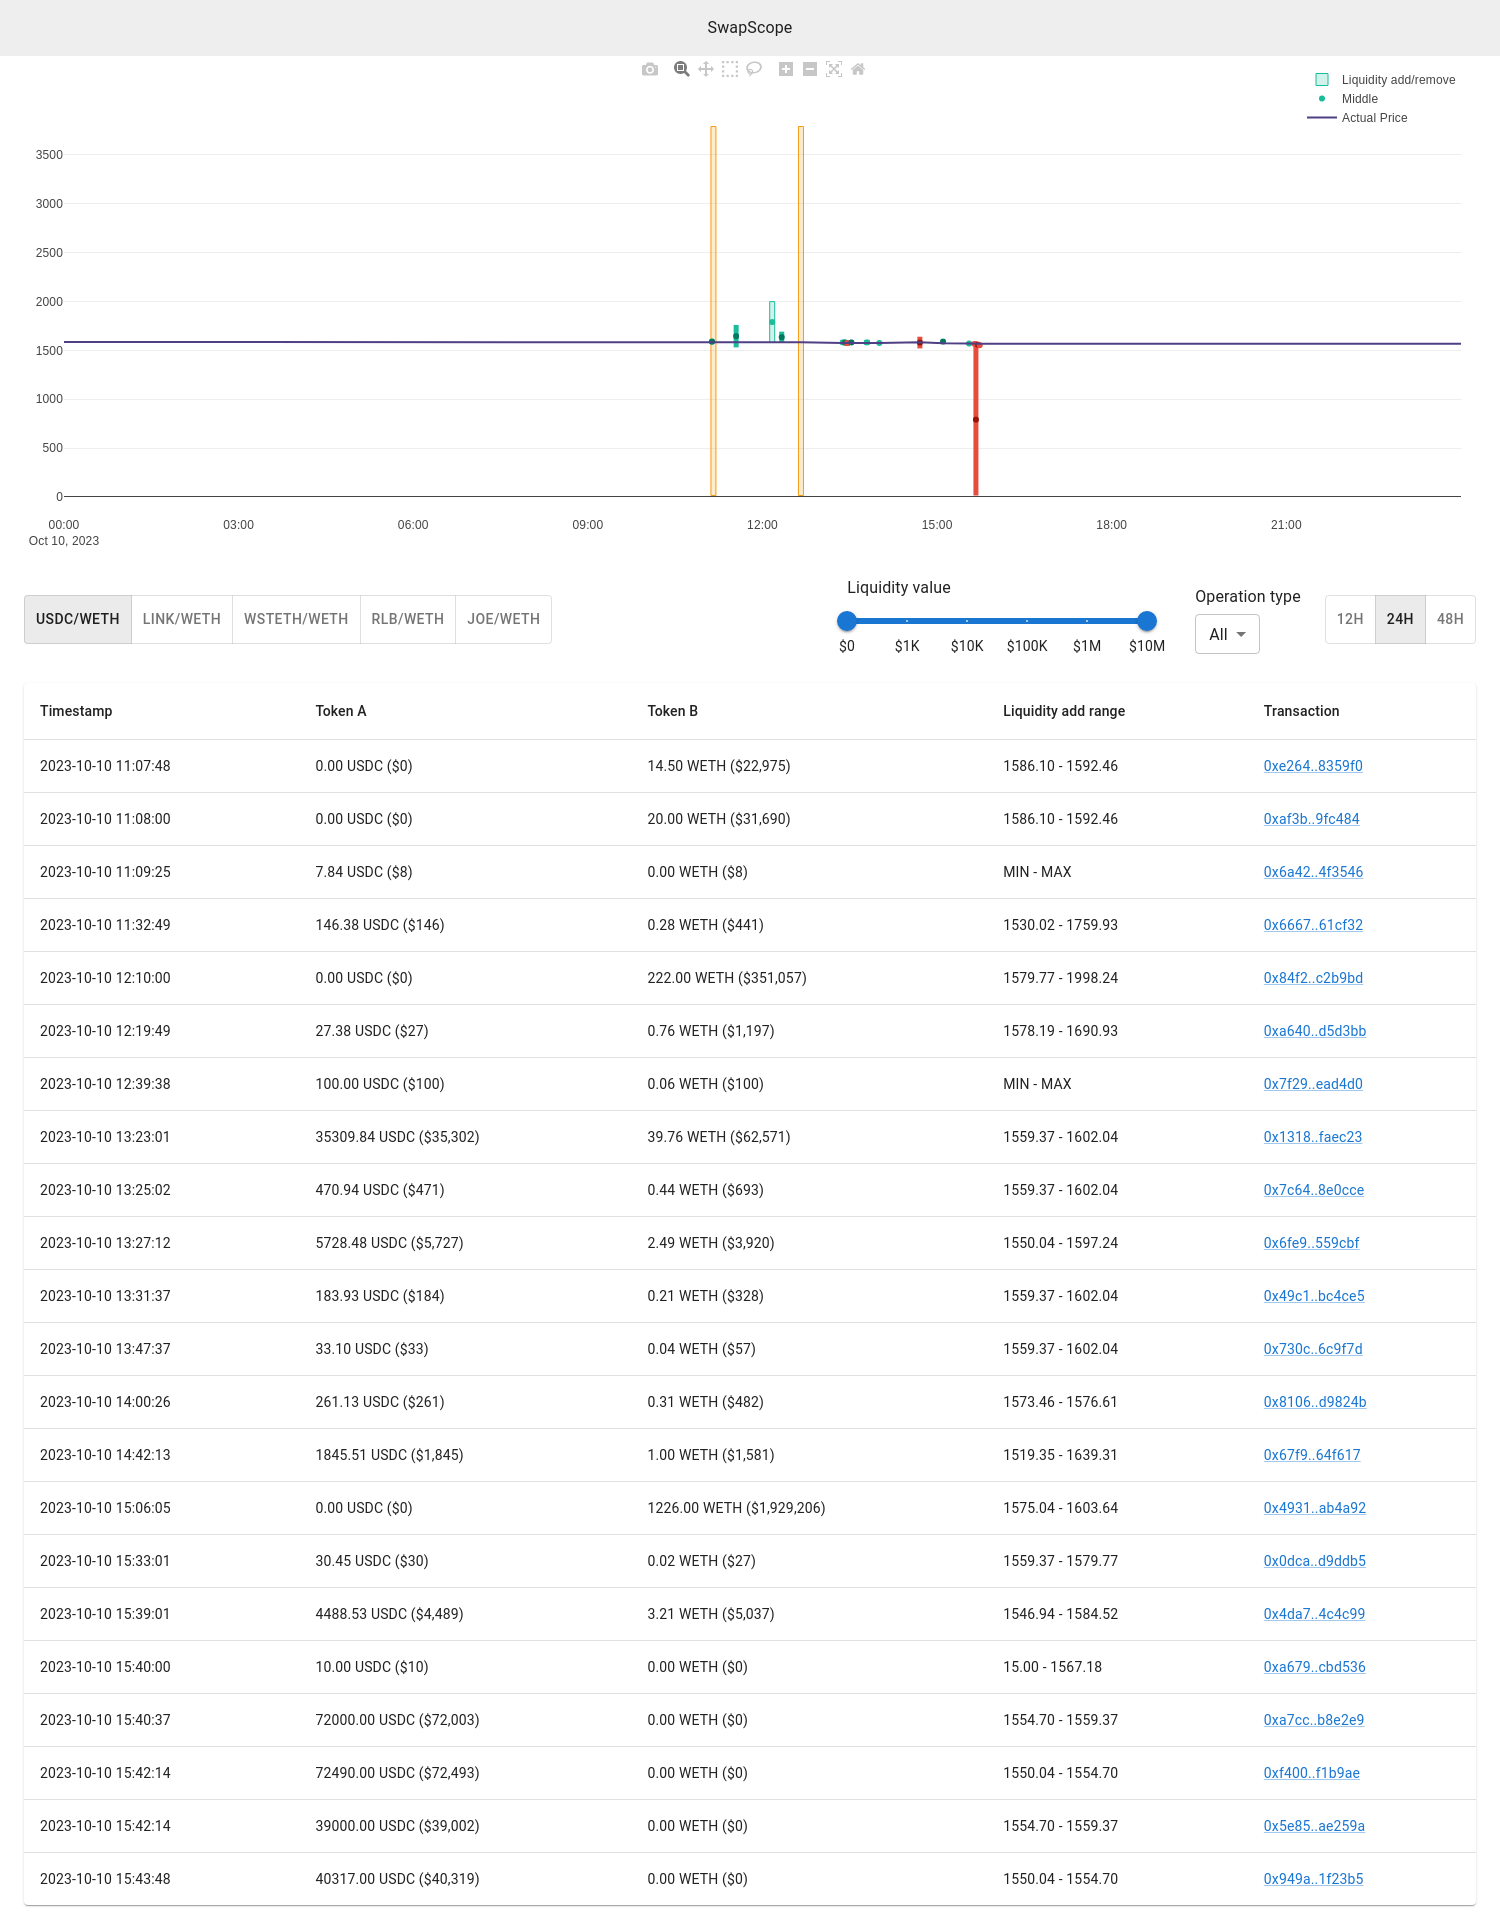 SwapScope
Liquidity add/remove
Middle
Actual Price
3500
3000
2500
2000
1500
1000
500
0
00:00 03:00 06:00 09:00 12:00 15:00 18:00 21:00
Oct 10, 2023
Liquidity value
Operation type
USDC/WETH LINK/WETH WSTETH/WETH RLB/WETH JOE/WETH
All
12H 24H 48H
$0 $1K $10K $100K $1M $10M
Timestamp Token A Token B Liquidity add range Transaction
2023-10-10 11:07:48 0.00 USDC ($0) 14.50 WETH ($22,975) 1586.10 - 1592.46 0xe264..8359f0
2023-10-10 11:08:00 0.00 USDC ($0) 20.00 WETH ($31,690) 1586.10 - 1592.46 0xaf3b..9fc484
2023-10-10 11:09:25 7.84 USDC ($8) 0.00 WETH ($8) MIN - MAX 0x6a42..4f3546
2023-10-10 11:32:49 146.38 USDC ($146) 0.28 WETH ($441) 1530.02 - 1759.93 0x6667..61cf32
2023-10-10 12:10:00 0.00 USDC ($0) 222.00 WETH ($351,057) 1579.77 - 1998.24 0x84f2..c2b9bd
2023-10-10 12:19:49 27.38 USDC ($27) 0.76 WETH ($1,197) 1578.19 - 1690.93 0xa640..d5d3bb
2023-10-10 12:39:38 100.00 USDC ($100) 0.06 WETH ($100) MIN - MAX 0x7f29..ead4d0
2023-10-10 13:23:01 35309.84 USDC ($35,302) 39.76 WETH ($62,571) 1559.37 - 1602.04 0x1318..faec23
2023-10-10 13:25:02 470.94 USDC ($471) 0.44 WETH ($693) 1559.37 - 1602.04 0x7c64..8e0cce
2023-10-10 13:27:12 5728.48 USDC ($5,727) 2.49 WETH ($3,920) 1550.04 - 1597.24 0x6fe9..559cbf
2023-10-10 13:31:37 183.93 USDC ($184) 0.21 WETH ($328) 1559.37 - 1602.04 0x49c1..bc4ce5
2023-10-10 13:47:37 33.10 USDC ($33) 0.04 WETH ($57) 1559.37 - 1602.04 0x730c..6c9f7d
2023-10-10 14:00:26 261.13 USDC ($261) 0.31 WETH ($482) 1573.46 - 1576.61 0x8106..d9824b
2023-10-10 14:42:13 1845.51 USDC ($1,845) 1.00 WETH ($1,581) 1519.35 - 1639.31 0x67f9..64f617
2023-10-10 15:06:05 0.00 USDC ($0) 1226.00 WETH ($1,929,206) 1575.04 - 1603.64 0x4931..ab4a92
2023-10-10 15:33:01 30.45 USDC ($30) 0.02 WETH ($27) 1559.37 - 1579.77 0x0dca..d9ddb5
2023-10-10 15:39:01 4488.53 USDC ($4,489) 3.21 WETH ($5,037) 1546.94 - 1584.52 0x4da7..4c4c99
2023-10-10 15:40:00 10.00 USDC ($10) 0.00 WETH ($0) 15.00 - 1567.18 0xa679..cbd536
2023-10-10 15:40:37 72000.00 USDC ($72,003) 0.00 WETH ($0) 1554.70 - 1559.37 0xa7cc..b8e2e9
2023-10-10 15:42:14 72490.00 USDC ($72,493) 0.00 WETH ($0) 1550.04 - 1554.70 0xf400..f1b9ae
2023-10-10 15:42:14 39000.00 USDC ($39,002) 0.00 WETH ($0) 1554.70 - 1559.37 0x5e85..ae259a
2023-10-10 15:43:48 40317.00 USDC ($40,319) 0.00 WETH ($0) 1550.04 - 1554.70 0x949a..1f23b5